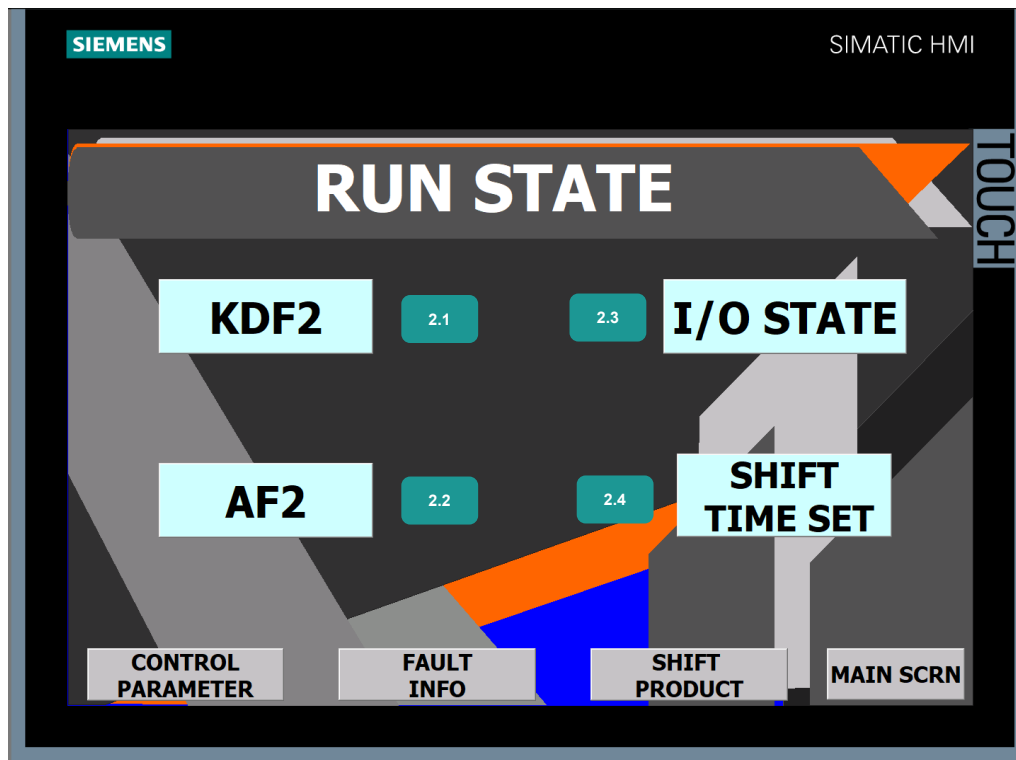 SIEMENS
SIMATIC HMI
TOUCH
RUN STATE
KDF2
2.1
2.3
I/O STATE
AF2
2.2
2.4
SHIFT
TIME SET
CONTROL
PARAMETER
FAULT
INFO
SHIFT
PRODUCT
MAIN SCRN